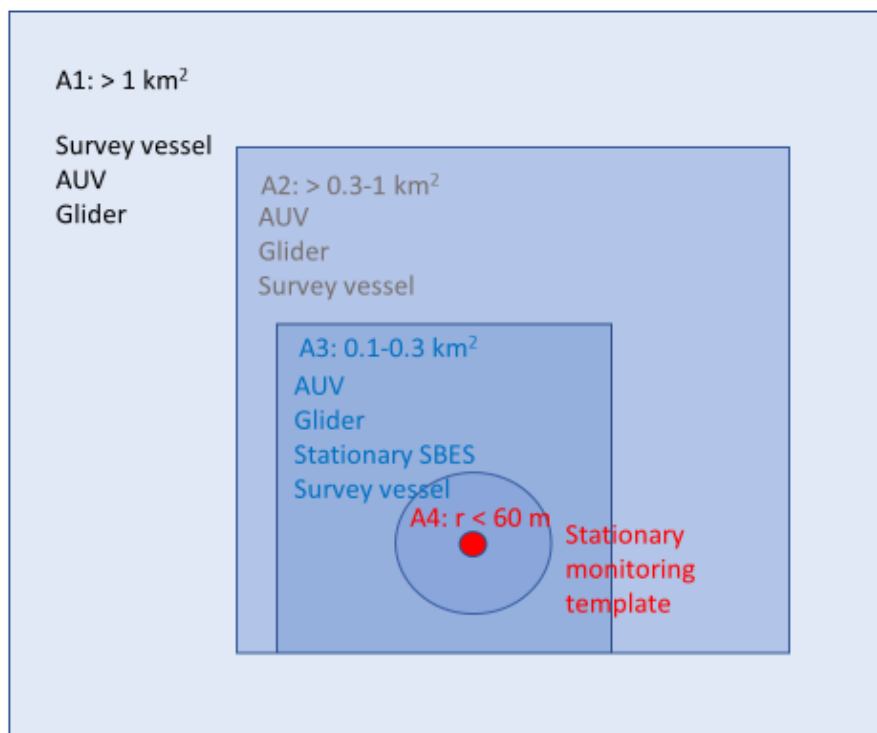 A1: > 1 km²
Survey vessel
AUV
Glider
A2: > 0.3-1 km²
AUV
Glider
Survey vessel
A3: 0.1-0.3 km²
AUV
Glider
Stationary SBES
Survey vessel
A4: r < 60 m
Stationary
monitoring
template